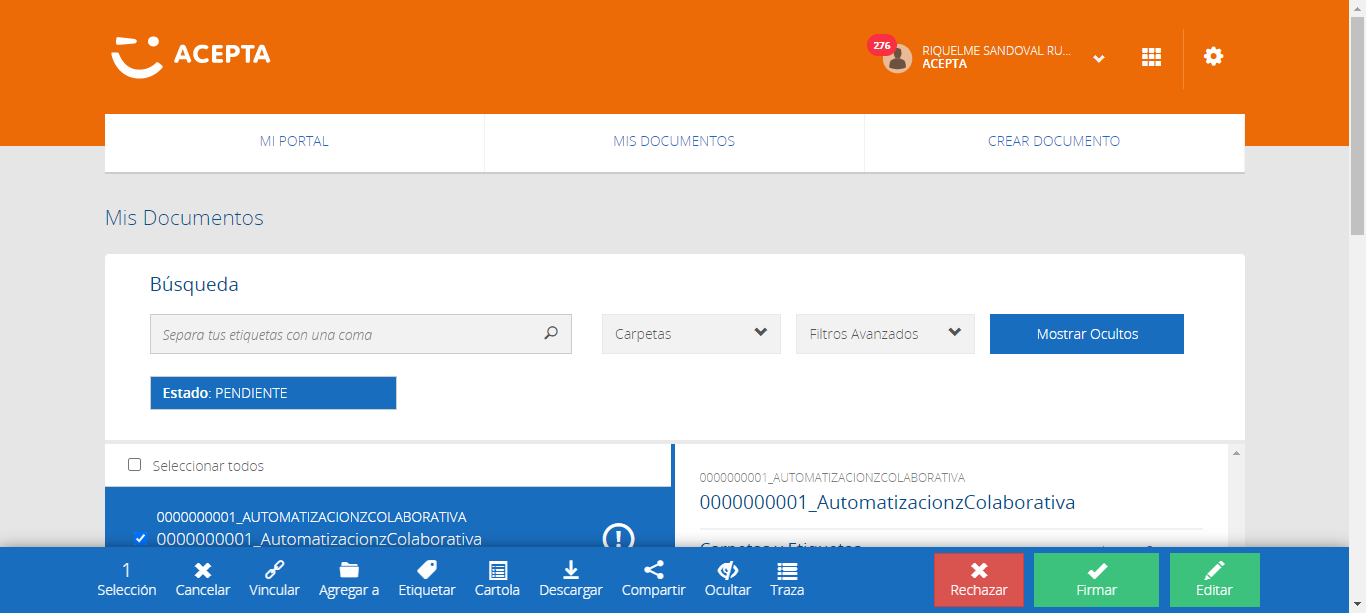 ACEPTA
276
RIQUELME SANDOVAL RU...
ACEPTA
MI PORTAL
MIS DOCUMENTOS
CREAR DOCUMENTO
Mis Documentos
Búsqueda
Separa tus etiquetas con una coma
Carpetas
Filtros Avanzados
Mostrar Ocultos
Estado: PENDIENTE
Seleccionar todos
0000000001_AUTOMATIZACIONZCOLABORATIVA
0000000001_AutomatizacionzColaborativa
0000000001_AUTOMATIZACIONZCOLABORATIVA
0000000001_AutomatizacionzColaborativa
Carpetas y Etiquetas
1
Selección
Cancelar
Vincular
Agregar a
Etiquetar
Cartola
Descargar
Compartir
Ocultar
Traza
Rechazar
Firmar
Editar